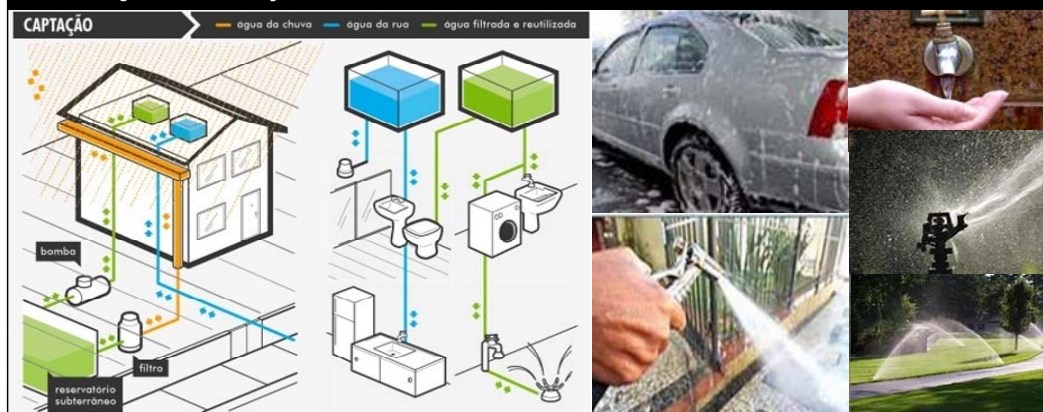 CAPTAÇÃO
água da chuva
água da rua
água filtrada e reutilizada
bomba
filtro
reservatório
subterrâneo